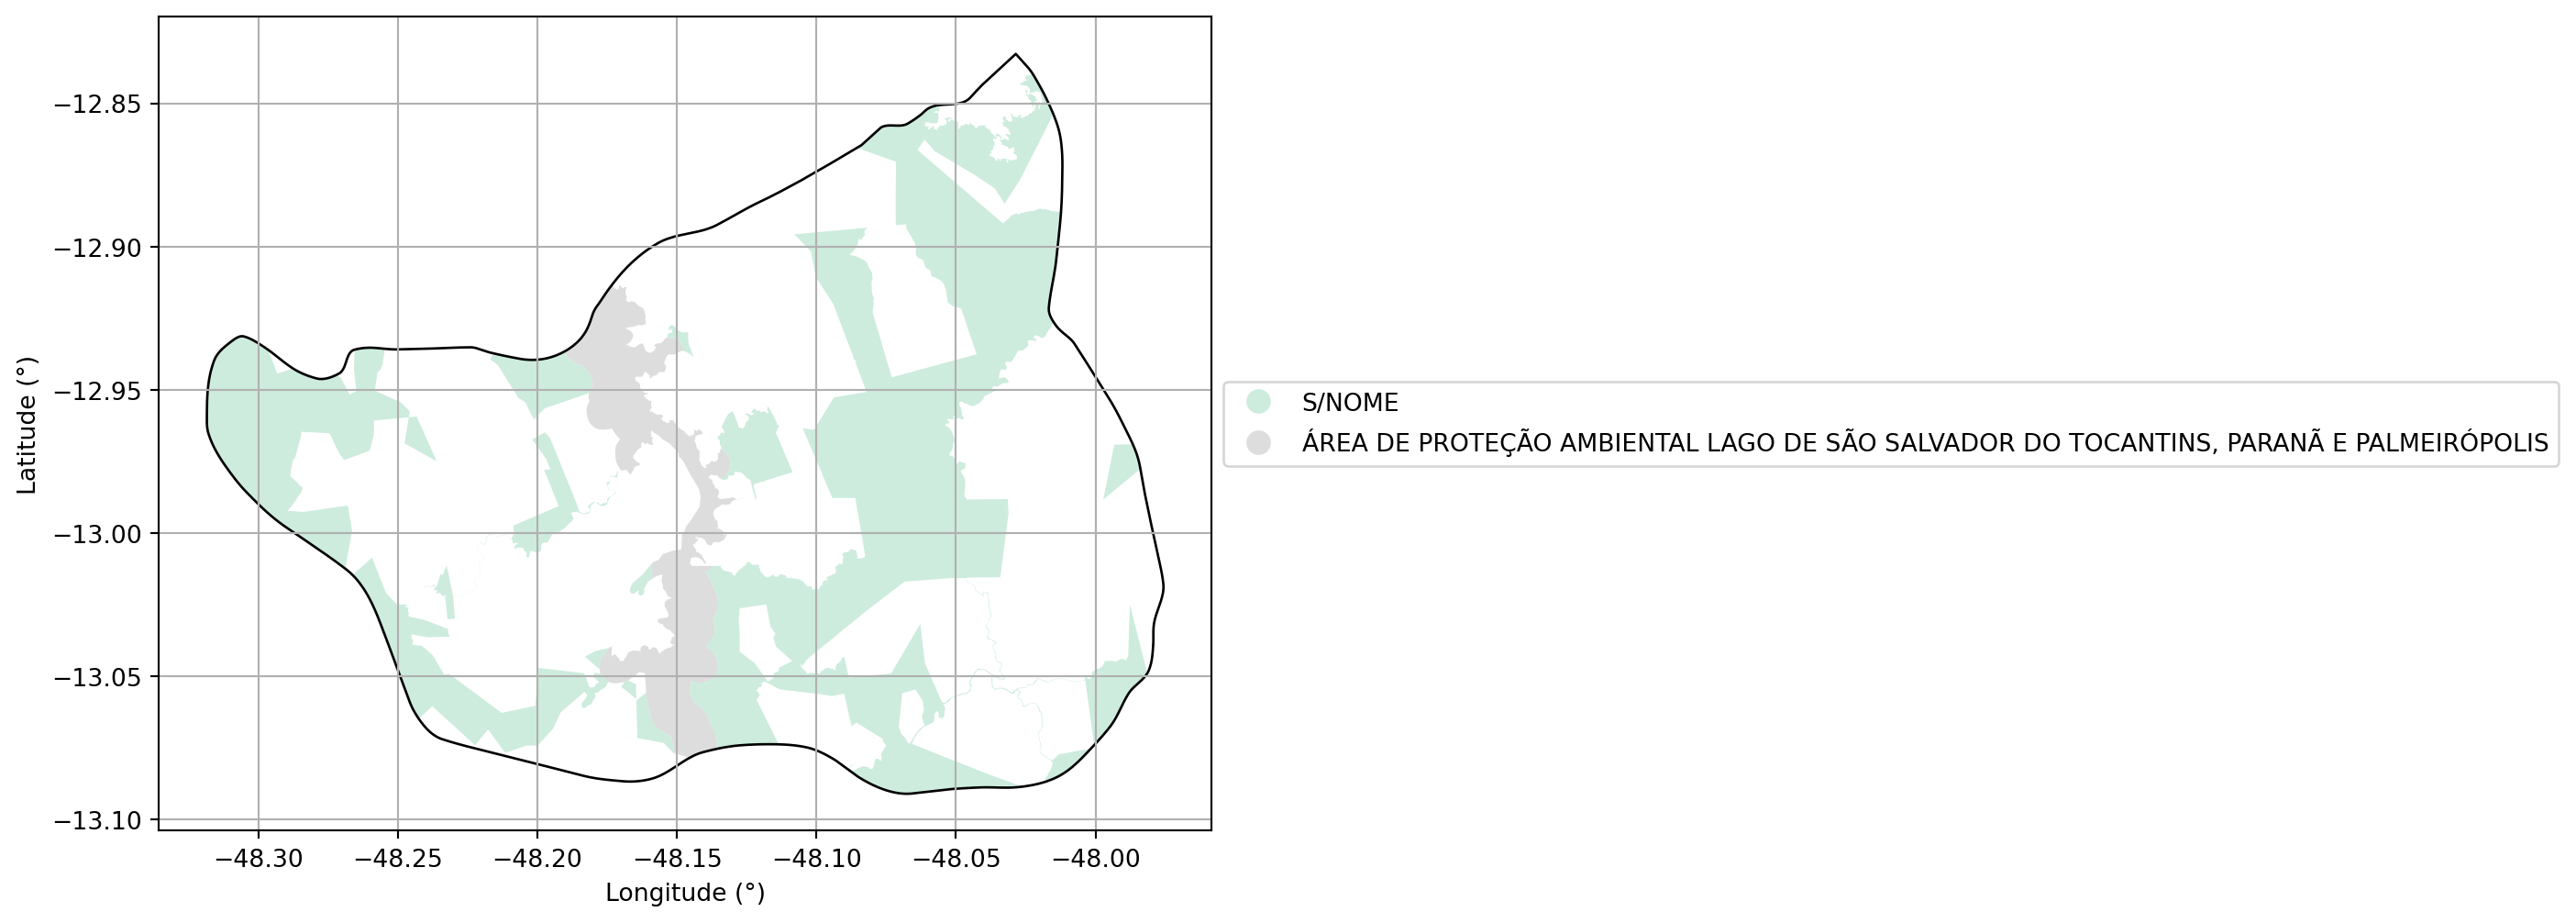 −12.85
−12.90
−12.95
−13.00
−13.05
−13.10
Latitude (°)
−48.30 −48.25 −48.20 −48.15 −48.10 −48.05 −48.00
Longitude (°)
S/NOME
ÁREA DE PROTEÇÃO AMBIENTAL LAGO DE SÃO SALVADOR DO TOCANTINS, PARANÃ E PALMEIRÓPOLIS